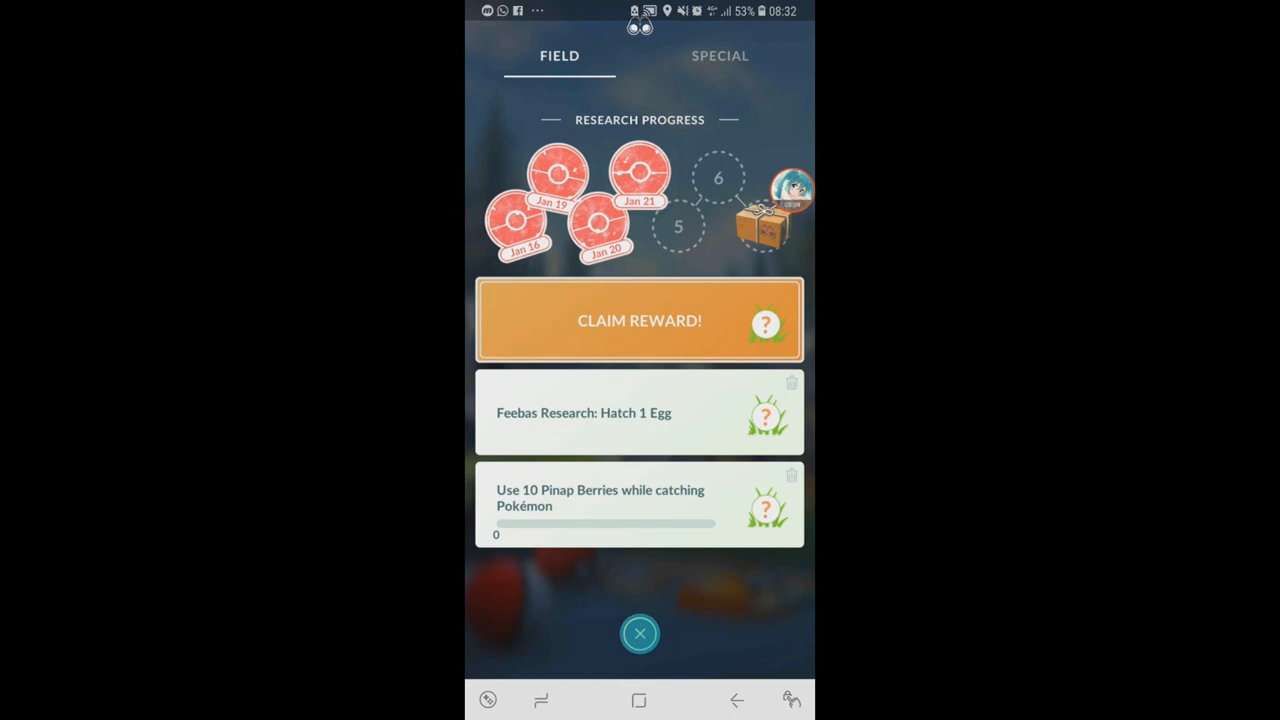 4G+ 53% 08:32
FIELD SPECIAL
RESEARCH PROGRESS
Jan 16
Jan 19
Jan 20
Jan 21
5
6
CLAIM REWARD!
?
Feebas Research: Hatch 1 Egg
?
Use 10 Pinap Berries while catching
Pokémon
?
0